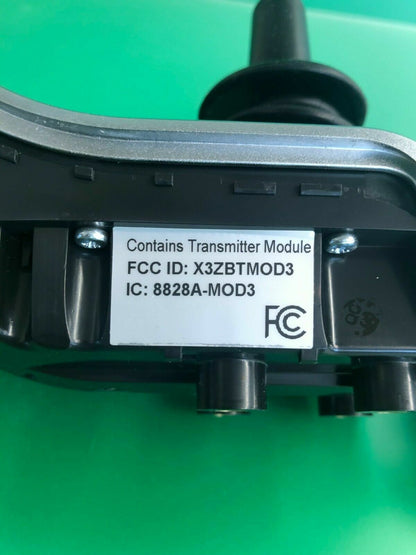 Contains Transmitter Module
FCC ID: X3ZBTMOD3
IC: 8828A-MOD3
FC